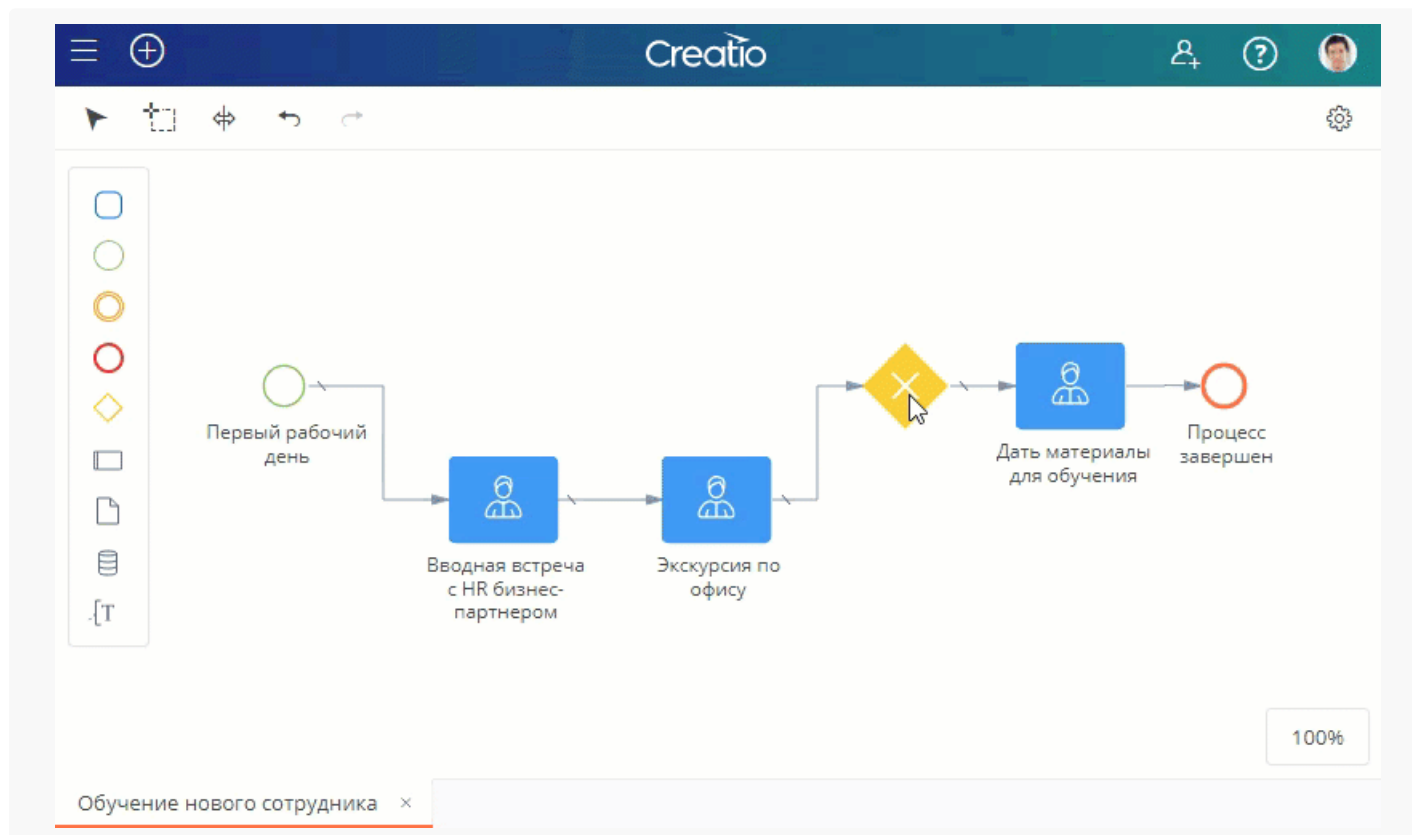 Creatio
Первый рабочий
день
Вводная встреча
с HR бизнес-
партнером
Экскурсия по
офису
Дать материалы
для обучения
Процесс
завершен
T
100%
Обучение нового сотрудника ×